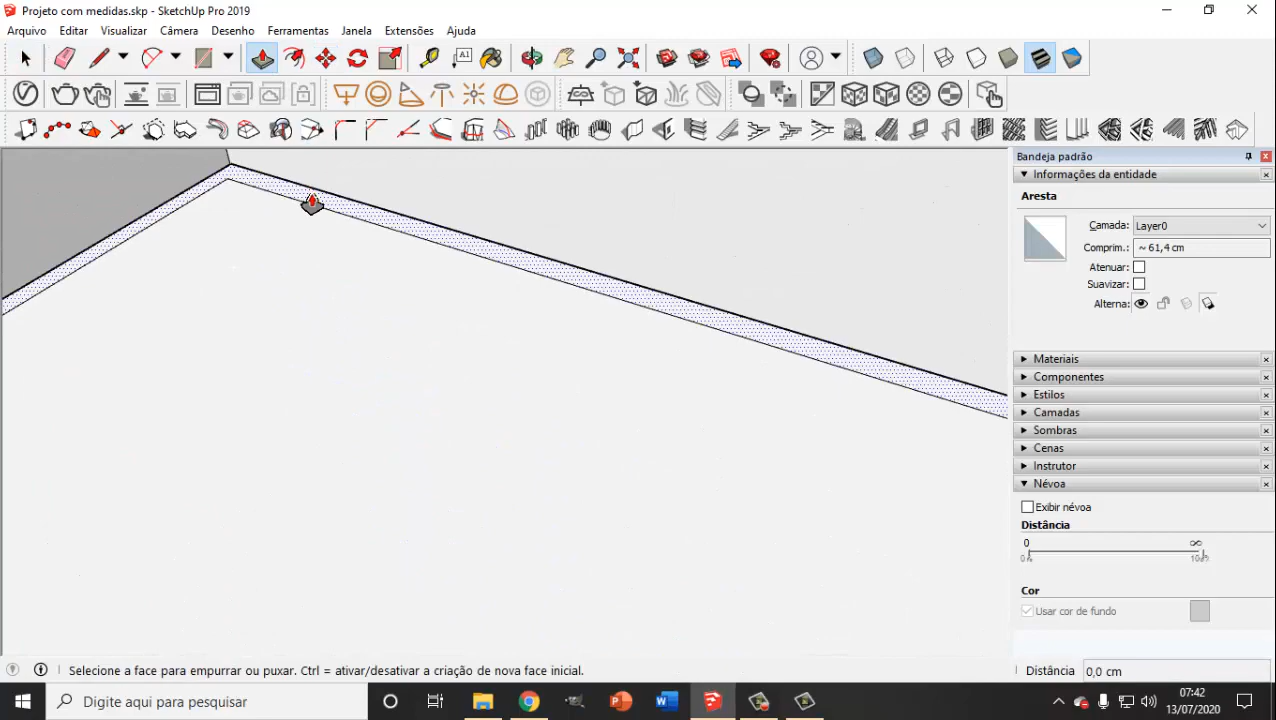 Projeto com medidas.skp - SketchUp Pro 2019
Arquivo Editar Visualizar Câmera Desenho Ferramentas Janela Extensões Ajuda
A1
Bandeja padrão
Informações da entidade
Aresta
Camada: Layer0
Comprim.: ~ 61,4 cm
Atenuar:
Suavizar:
Alterna:
Materiais
Componentes
Estilos
Camadas
Sombras
Cenas
Instrutor
Névoa
Exibir névoa
Distância
0 ∞
Cor
Usar cor de fundo
Selecione a face para empurrar ou puxar. Ctrl = ativar/desativar a criação de nova face inicial. Distância 0,0 cm
Digite aqui para pesquisar
07:42
13/07/2020